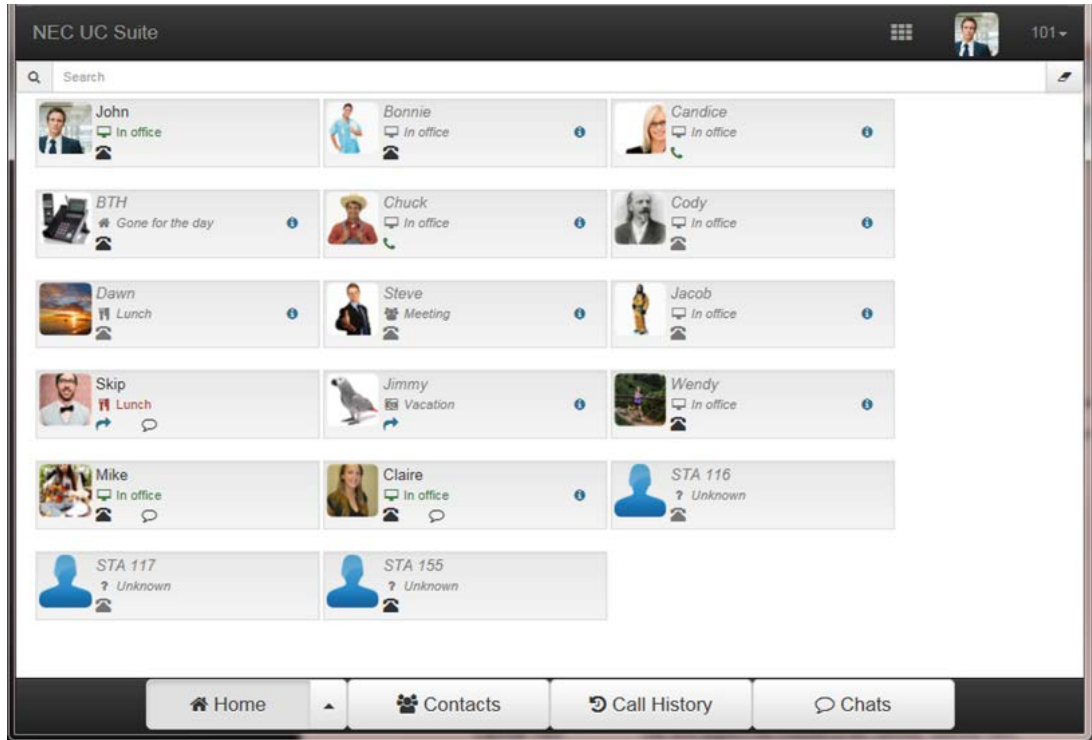 NEC UC Suite
101
Search
John
In office
Bonnie
In office
Candice
In office
BTH
Gone for the day
Chuck
In office
Cody
In office
Dawn
Lunch
Steve
Meeting
Jacob
In office
Skip
Lunch
Jimmy
Vacation
Wendy
In office
Mike
In office
Claire
In office
STA 116
? Unknown
STA 117
? Unknown
STA 155
? Unknown
Home
Contacts
Call History
Chats